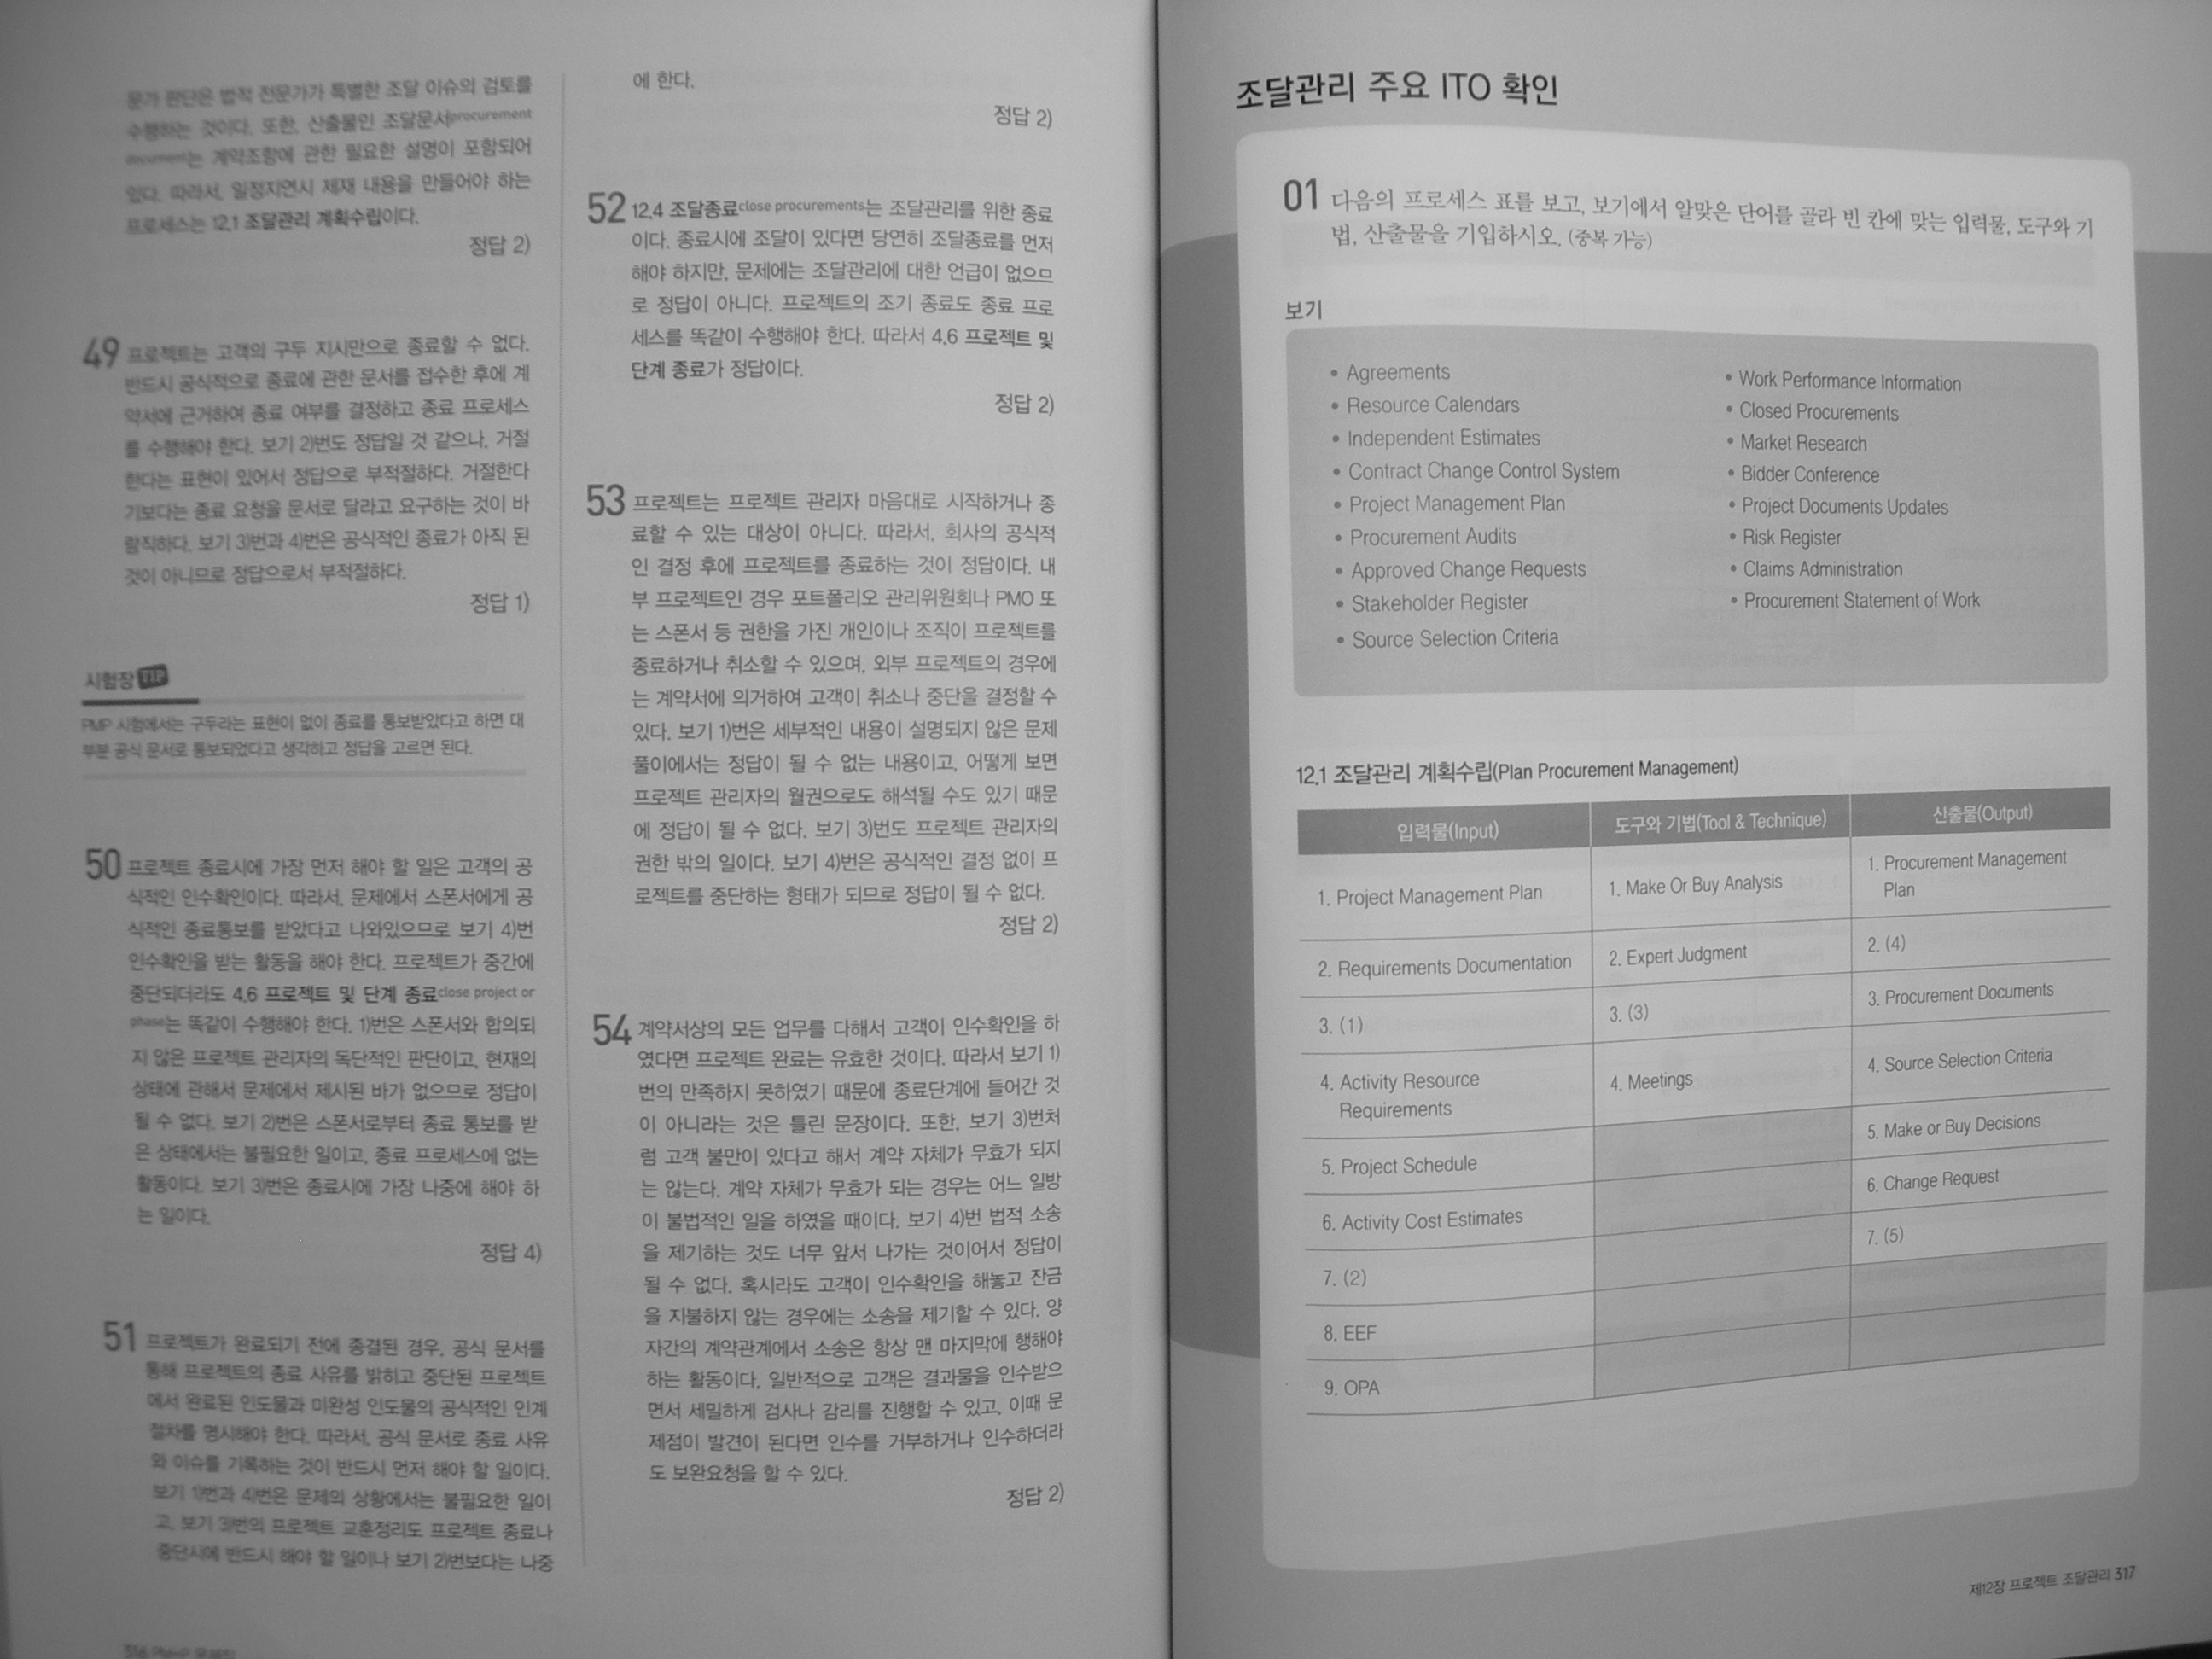 문가 판단은 법적 전문가가 특별한 조달 이슈의 검토를
수행하는 것이다. 또한, 산출물인 조달문서procurement
document는 계약조항에 관한 필요한 설명이 포함되어
있다. 따라서, 일정지연시 제재 내용을 만들어야 하는
프로세스는 12.1 조달관리 계획수립이다.
정답 2)
49 프로젝트는 고객의 구두 지시만으로 종료할 수 없다.
반드시 공식적으로 종료에 관한 문서를 접수한 후에 계
약서에 근거하여 종료 여부를 결정하고 종료 프로세스
를 수행해야 한다. 보기 2)번도 정답일 것 같으나, 거절
한다는 표현이 있어서 정답으로 부적절하다. 거절한다
기보다는 종료 요청을 문서로 달라고 요구하는 것이 바
람직하다. 보기 3)번과 4)번은 공식적인 종료가 아직 된
것이 아니므로 정답으로서 부적절하다.
정답 1)
시험장 TIP
PMP 시험에서는 구두라는 표현이 없이 종료를 통보받았다고 하면 대
부분 공식 문서로 통보되었다고 생각하고 정답을 고르면 된다.
50 프로젝트 종료시에 가장 먼저 해야 할 일은 고객의 공
식적인 인수확인이다. 따라서, 문제에서 스폰서에게 공
식적인 종료통보를 받았다고 나와있으므로 보기 4)번
인수확인을 받는 활동을 해야 한다. 프로젝트가 중간에
중단되더라도 4.6 프로젝트 및 단계 종료close project or
phase는 똑같이 수행해야 한다. 1)번은 스폰서와 합의되
지 않은 프로젝트 관리자의 독단적인 판단이고, 현재의
상태에 관해서 문제에서 제시된 바가 없으므로 정답이
될 수 없다. 보기 2)번은 스폰서로부터 종료 통보를 받
은 상태에서는 불필요한 일이고, 종료 프로세스에 없는
활동이다. 보기 3)번은 종료시에 가장 나중에 해야 하
는 일이다.
정답 4)
51 프로젝트가 완료되기 전에 종결된 경우, 공식 문서를
통해 프로젝트의 종료 사유를 밝히고 중단된 프로젝트
에서 완료된 인도물과 미완성 인도물의 공식적인 인계
절차를 명시해야 한다. 따라서, 공식 문서로 종료 사유
와 이슈를 기록하는 것이 반드시 먼저 해야 할 일이다.
보기 1)번과 4)번은 문제의 상황에서는 불필요한 일이
고, 보기 3)번의 프로젝트 교훈정리도 프로젝트 종료나
중단시에 반드시 해야 할 일이나 보기 2)번보다는 나중
에 한다.
정답 2)
52 12.4 조달종료close procurements는 조달관리를 위한 종료
이다. 종료시에 조달이 있다면 당연히 조달종료를 먼저
해야 하지만, 문제에는 조달관리에 대한 언급이 없으므
로 정답이 아니다. 프로젝트의 조기 종료도 종료 프로
세스를 똑같이 수행해야 한다. 따라서 4.6 프로젝트 및
단계 종료가 정답이다.
정답 2)
53 프로젝트는 프로젝트 관리자 마음대로 시작하거나 종
료할 수 있는 대상이 아니다. 따라서, 회사의 공식적
인 결정 후에 프로젝트를 종료하는 것이 정답이다. 내
부 프로젝트인 경우 포트폴리오 관리위원회나 PMO 또
는 스폰서 등 권한을 가진 개인이나 조직이 프로젝트를
종료하거나 취소할 수 있으며, 외부 프로젝트의 경우에
는 계약서에 의거하여 고객이 취소나 중단을 결정할 수
있다. 보기 1)번은 세부적인 내용이 설명되지 않은 문제
풀이에서는 정답이 될 수 없는 내용이고, 어떻게 보면
프로젝트 관리자의 월권으로도 해석될 수도 있기 때문
에 정답이 될 수 없다. 보기 3)번도 프로젝트 관리자의
권한 밖의 일이다. 보기 4)번은 공식적인 결정 없이 프
로젝트를 중단하는 형태가 되므로 정답이 될 수 없다.
정답 2)
54 계약서상의 모든 업무를 다해서 고객이 인수확인을 하
였다면 프로젝트 완료는 유효한 것이다. 따라서 보기 1)
번의 만족하지 못하였기 때문에 종료단계에 들어간 것
이 아니라는 것은 틀린 문장이다. 또한, 보기 3)번처
럼 고객 불만이 있다고 해서 계약 자체가 무효가 되지
는 않는다. 계약 자체가 무효가 되는 경우는 어느 일방
이 불법적인 일을 하였을 때이다. 보기 4)번 법적 소송
을 제기하는 것도 너무 앞서 나가는 것이어서 정답이
될 수 없다. 혹시라도 고객이 인수확인을 해놓고 잔금
을 지불하지 않는 경우에는 소송을 제기할 수 있다. 양
자간의 계약관계에서 소송은 항상 맨 마지막에 행해야
하는 활동이다. 일반적으로 고객은 결과물을 인수받으
면서 세밀하게 검사나 감리를 진행할 수 있고, 이때 문
제점이 발견이 된다면 인수를 거부하거나 인수하더라
도 보완요청을 할 수 있다.
정답 2)
조달관리 주요 ITO 확인
01 다음의 프로세스 표를 보고, 보기에서 알맞은 단어를 골라 빈 칸에 맞는 입력물, 도구와 기
법, 산출물을 기입하시오. (중복 가능)
보기
• Agreements
• Resource Calendars
• Independent Estimates
• Contract Change Control System
• Project Management Plan
• Procurement Audits
• Approved Change Requests
• Stakeholder Register
• Source Selection Criteria
• Work Performance Information
• Closed Procurements
• Market Research
• Bidder Conference
• Project Documents Updates
• Risk Register
• Claims Administration
• Procurement Statement of Work
12.1 조달관리 계획수립(Plan Procurement Management)
입력물(Input)
1. Project Management Plan
2. Requirements Documentation
3. (1)
4. Activity Resource
Requirements
5. Project Schedule
6. Activity Cost Estimates
7. (2)
8. EEF
9. OPA
도구와 기법(Tool & Technique)
1. Make Or Buy Analysis
2. Expert Judgment
3. (3)
4. Meetings
산출물(Output)
1. Procurement Management
Plan
2. (4)
3. Procurement Documents
4. Source Selection Criteria
5. Make or Buy Decisions
6. Change Request
7. (5)
제12장 프로젝트 조달관리 317